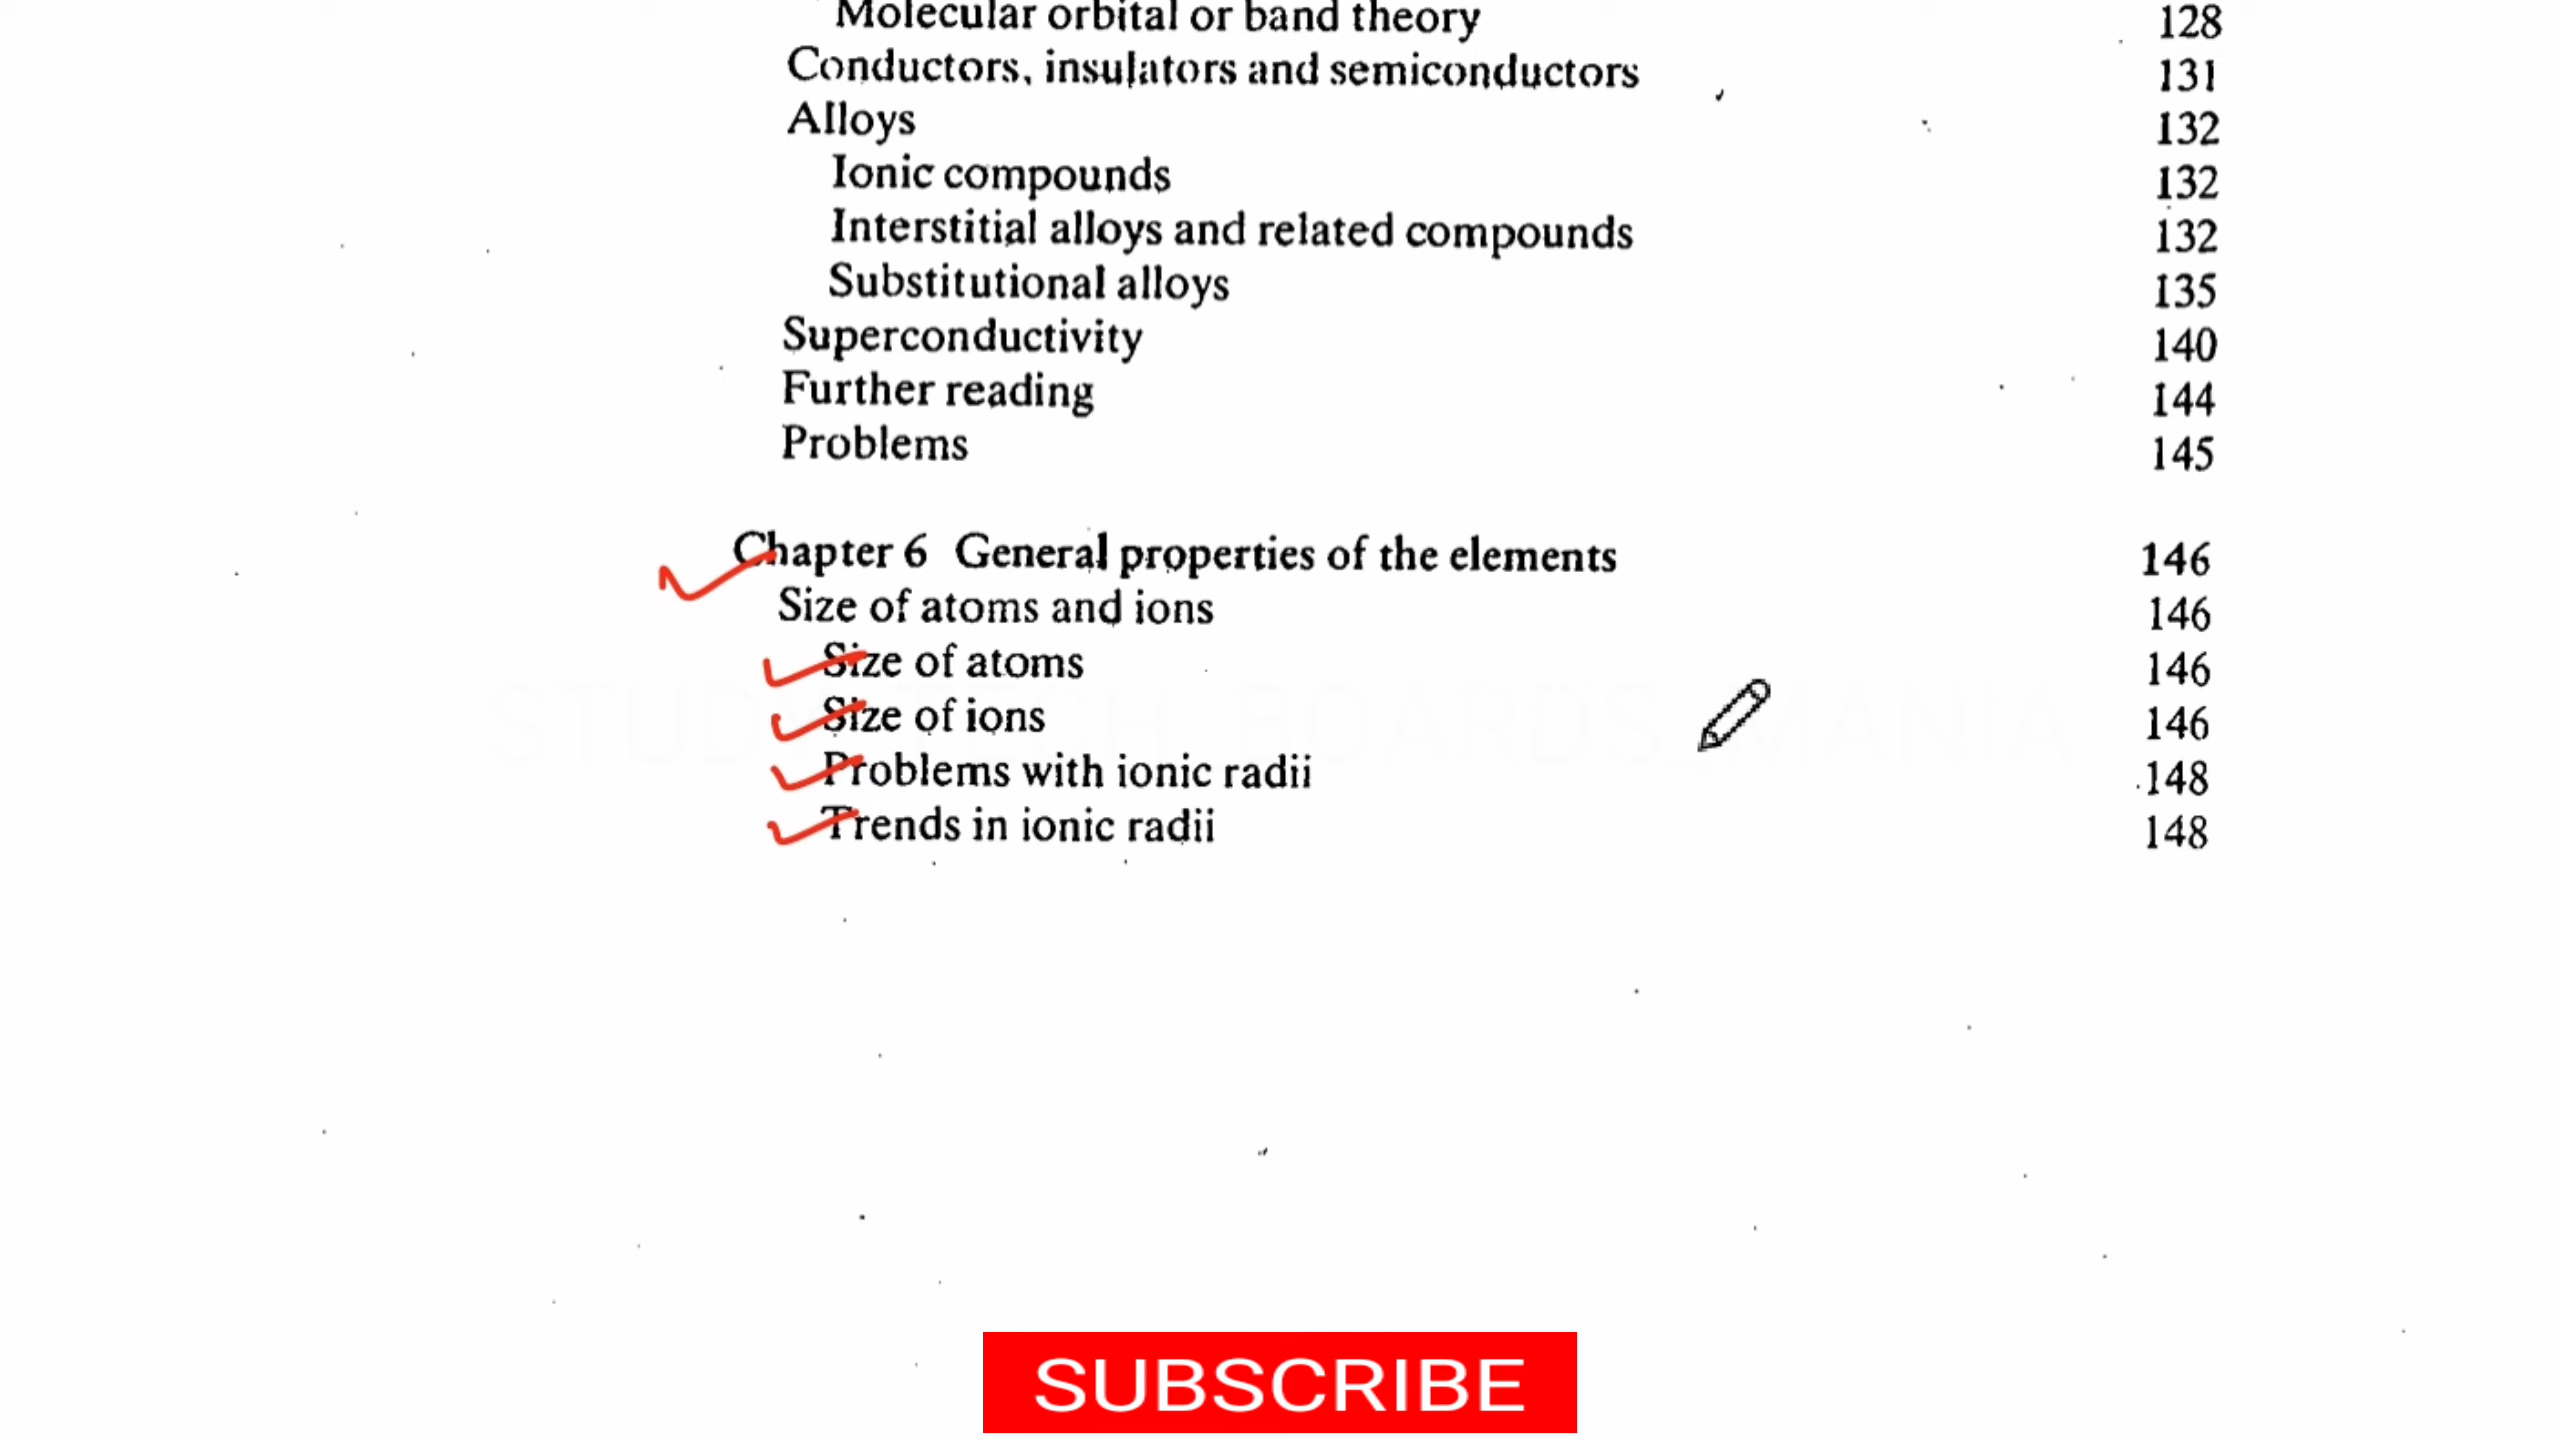 Molecular orbital or band theory 128
Conductors, insulators and semiconductors 131
Alloys 132
Ionic compounds 132
Interstitial alloys and related compounds 132
Substitutional alloys 135
Superconductivity 140
Further reading 144
Problems 145
Chapter 6 General properties of the elements 146
Size of atoms and ions 146
Size of atoms 146
Size of ions 146
STUDY TECH BOARDS_MANIA
Problems with ionic radii 148
Trends in ionic radii 148
SUBSCRIBE